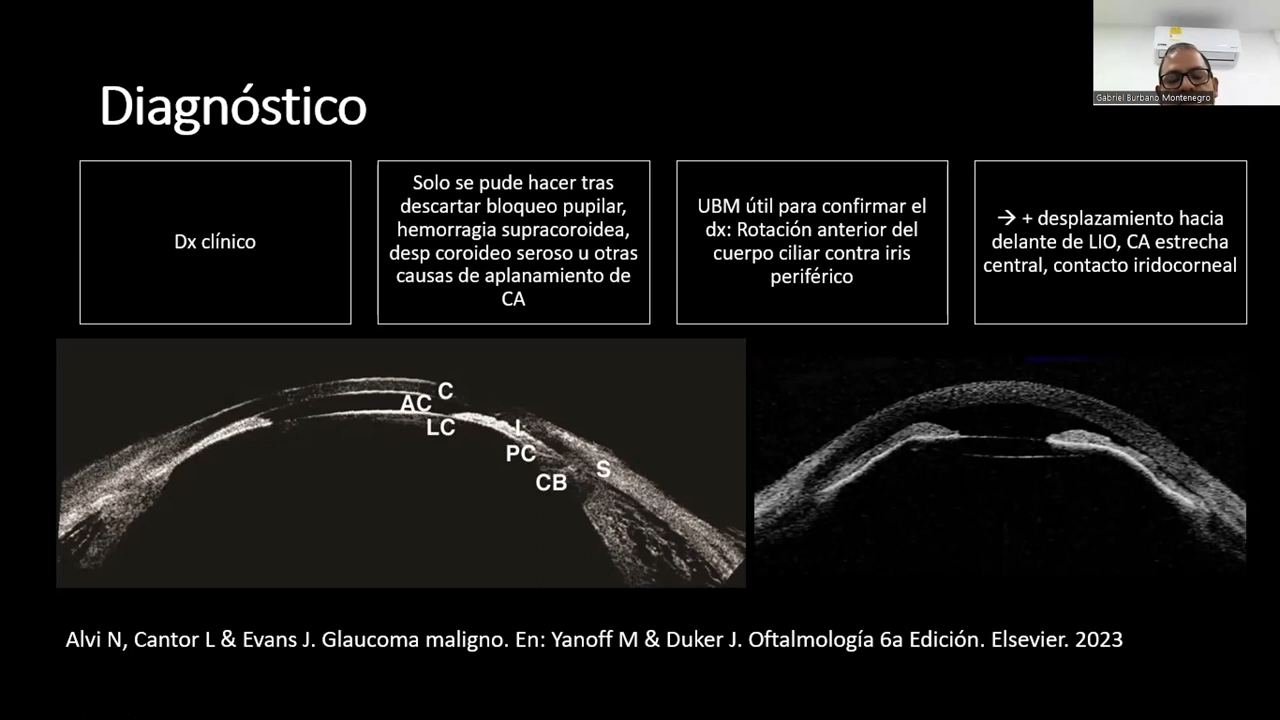 Gabriel Burbano Montenegro
Diagnóstico
Dx clínico
Solo se pude hacer tras
descartar bloqueo pupilar,
hemorragia supracoroidea,
desp coroideo seroso u otras
causas de aplanamiento de
CA
UBM útil para confirmar el
dx: Rotación anterior del
cuerpo ciliar contra iris
periférico
→ + desplazamiento hacia
delante de LIO, CA estrecha
central, contacto iridocorneal
C
AC
LC
I
PC
S
CB
Alvi N, Cantor L & Evans J. Glaucoma maligno. En: Yanoff M & Duker J. Oftalmología 6a Edición. Elsevier. 2023